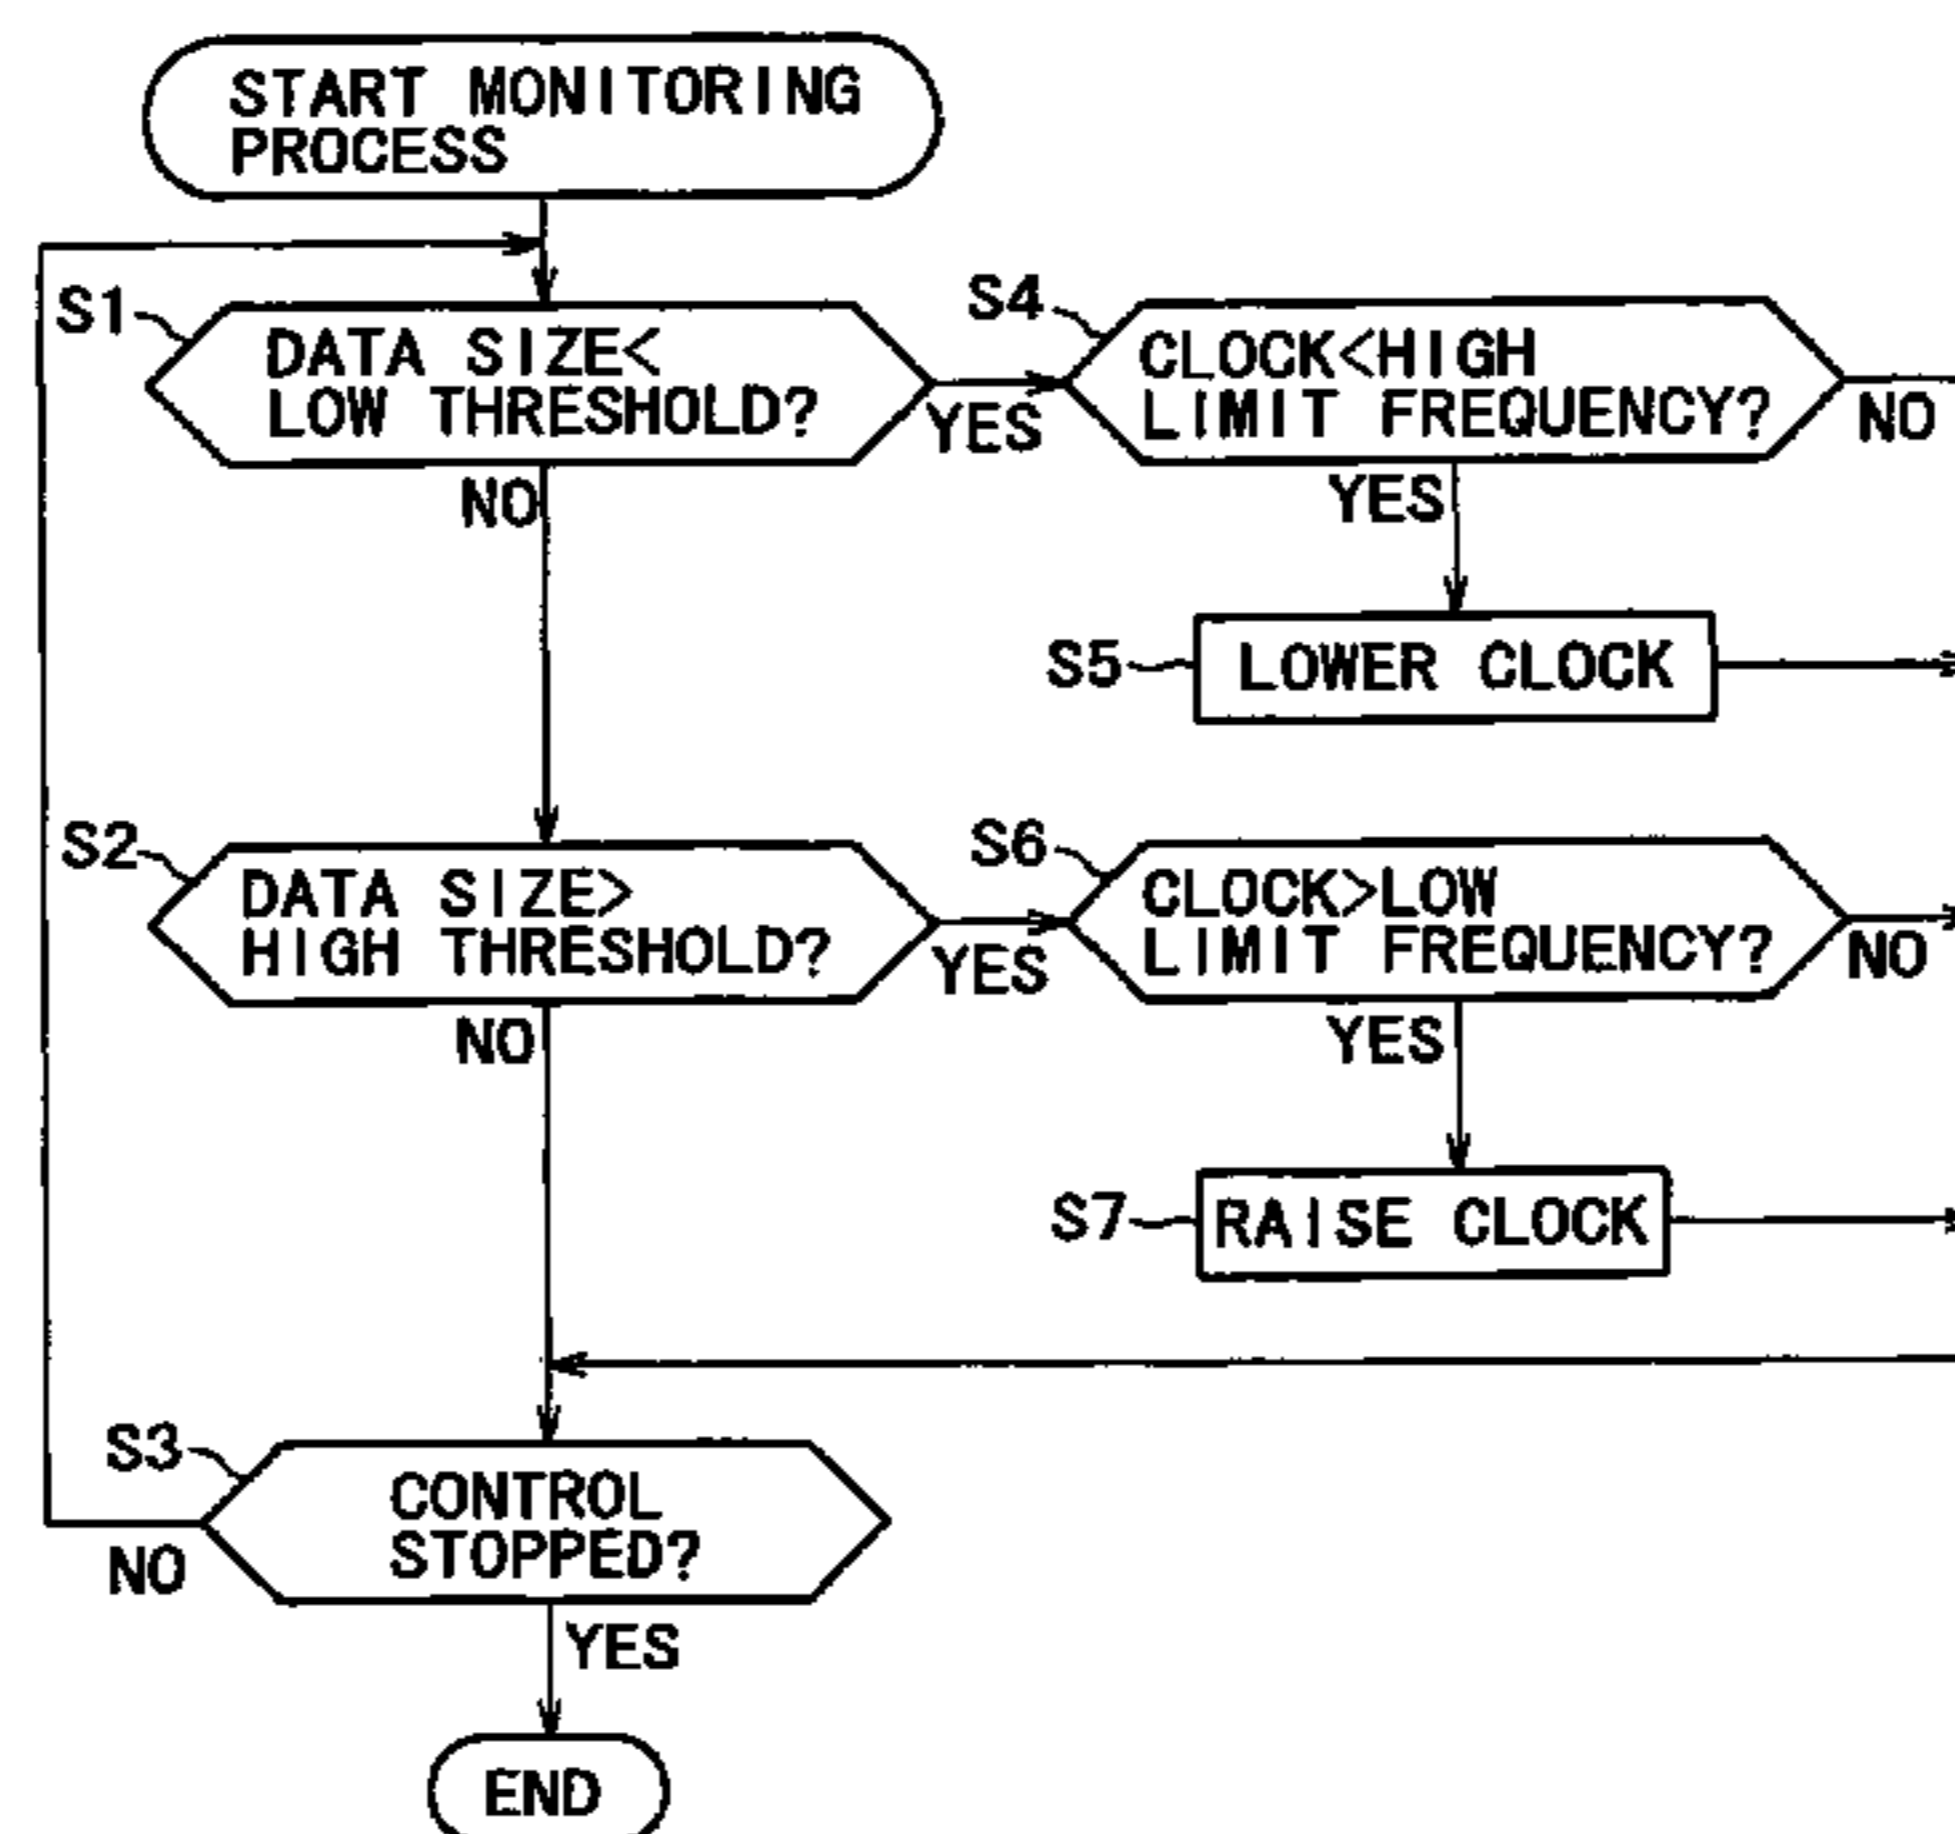 START MONITORING
PROCESS
S1
DATA SIZE<
LOW THRESHOLD?
YES
NO
S4
CLOCK<HIGH
LIMIT FREQUENCY?
NO
YES
S5
LOWER CLOCK
S2
DATA SIZE>
HIGH THRESHOLD?
YES
NO
S6
CLOCK>LOW
LIMIT FREQUENCY?
NO
YES
S7
RAISE CLOCK
S3
CONTROL
STOPPED?
NO
YES
END